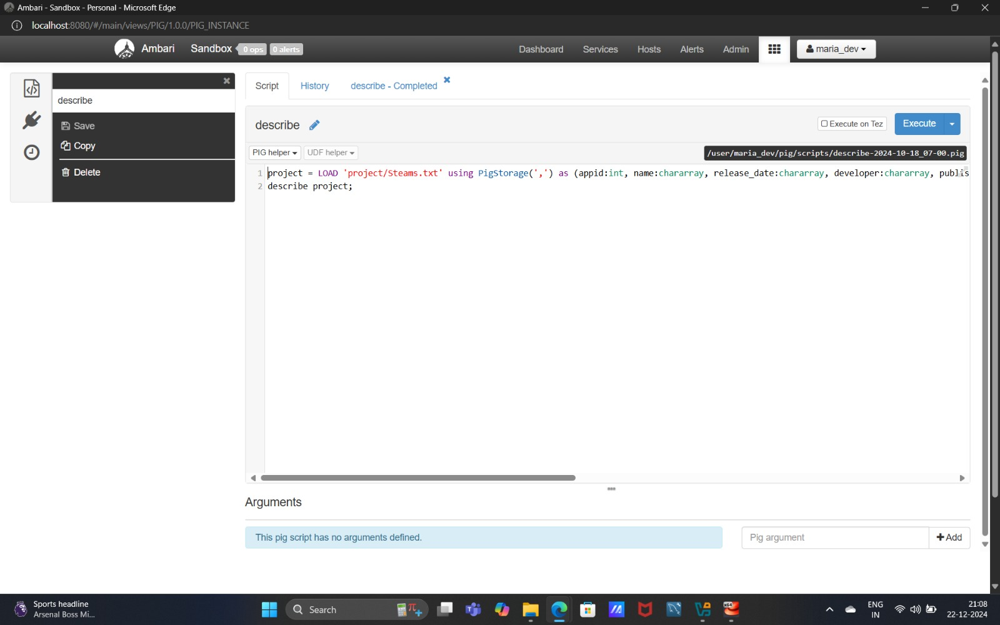 Ambari - Sandbox - Personal - Microsoft Edge
localhost:8080/#/main/views/PIG/1.0.0/PIG_INSTANCE
Ambari Sandbox 0 ops 0 alerts Dashboard Services Hosts Alerts Admin maria_dev
describe
Save
Copy
Delete
Script History describe - Completed
describe Execute on Tez Execute
PIG helper UDF helper /user/maria_dev/pig/scripts/describe-2024-10-18_07-00.pig
1 project = LOAD 'project/Steams.txt' using PigStorage(',') as (appid:int, name:chararray, release_date:chararray, developer:chararray, publis
2 describe project;
Arguments
This pig script has no arguments defined. Pig argument +Add
Sports headline
Arsenal Boss Mi...
Search
ENG
IN
21:08
22-12-2024